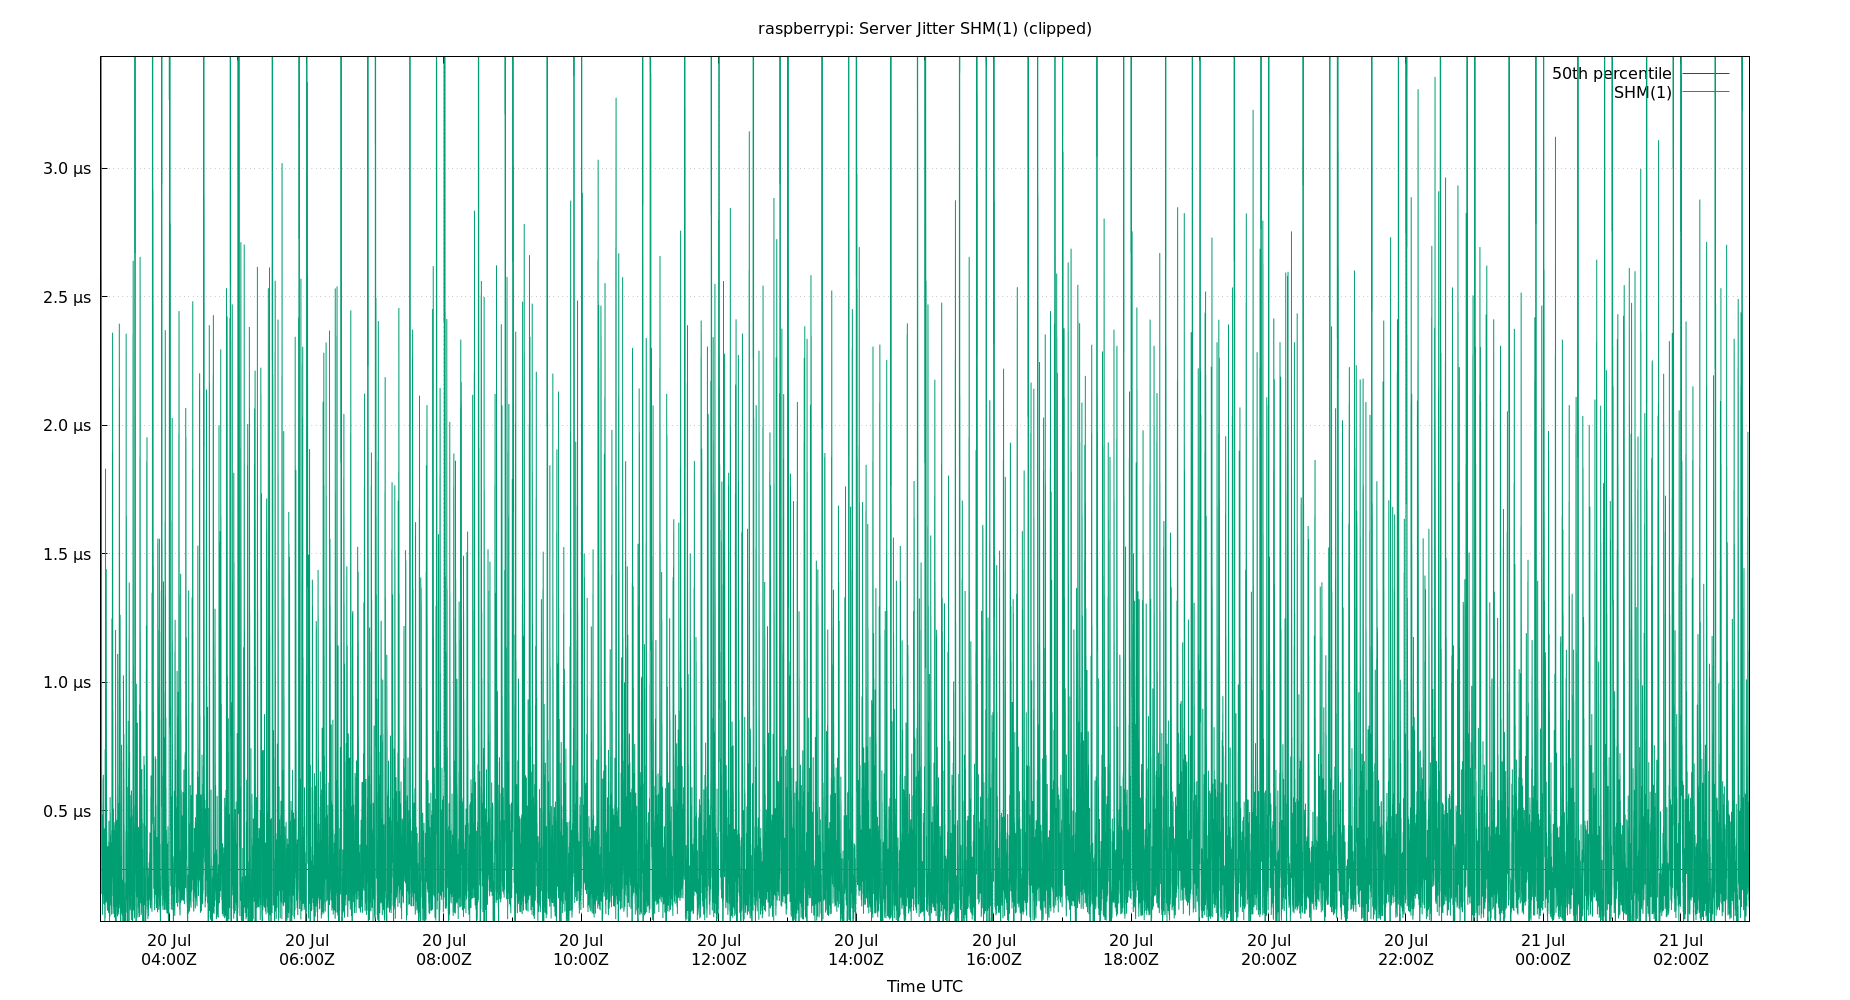 raspberrypi: Server Jitter SHM(1) (clipped)
50th percentile
SHM(1)
3.0 µs
2.5 µs
2.0 µs
1.5 µs
1.0 µs
0.5 µs
20 Jul 20 Jul 20 Jul 20 Jul 20 Jul 20 Jul 20 Jul 20 Jul 20 Jul 20 Jul 21 Jul 21 Jul
04:00Z 06:00Z 08:00Z 10:00Z 12:00Z 14:00Z 16:00Z 18:00Z 20:00Z 22:00Z 00:00Z 02:00Z
Time UTC